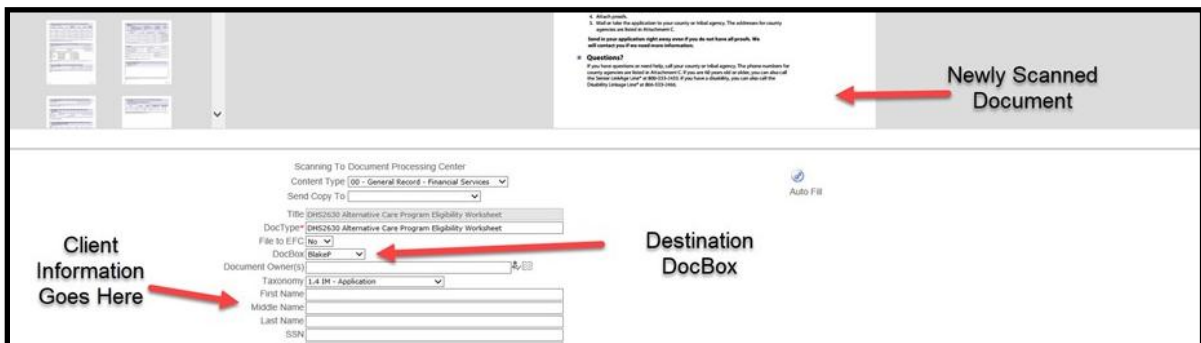 4. Attach proofs.
5. Mail or take the application to your county or tribal agency. The addresses for county
agencies are listed in Attachment C.
Send in your application right away even if you do not have all proofs. We
will contact you if we need more information.
Questions?
If you have questions or need help, call your county or tribal agency. The phone numbers for
county agencies are listed in Attachment C. If you are 60 years old or older, you can also call
the Senior LinkAge Line® at 800-333-2433. If you have a disability, you can also call the
Disability Linkage Line® at 866-333-2466.
Newly Scanned
Document
Scanning To Document Processing Center
Content Type 00 - General Record - Financial Services
Send Copy To
Auto Fill
Title DHS2630 Alternative Care Program Eligibility Worksheet
DocType* DHS2630 Alternative Care Program Eligibility Worksheet
File to EFC No
DocBox BlakeP
Document Owner(s)
Taxonomy 1.4 IM - Application
First Name
Middle Name
Last Name
SSN
Client
Information
Goes Here
Destination
DocBox